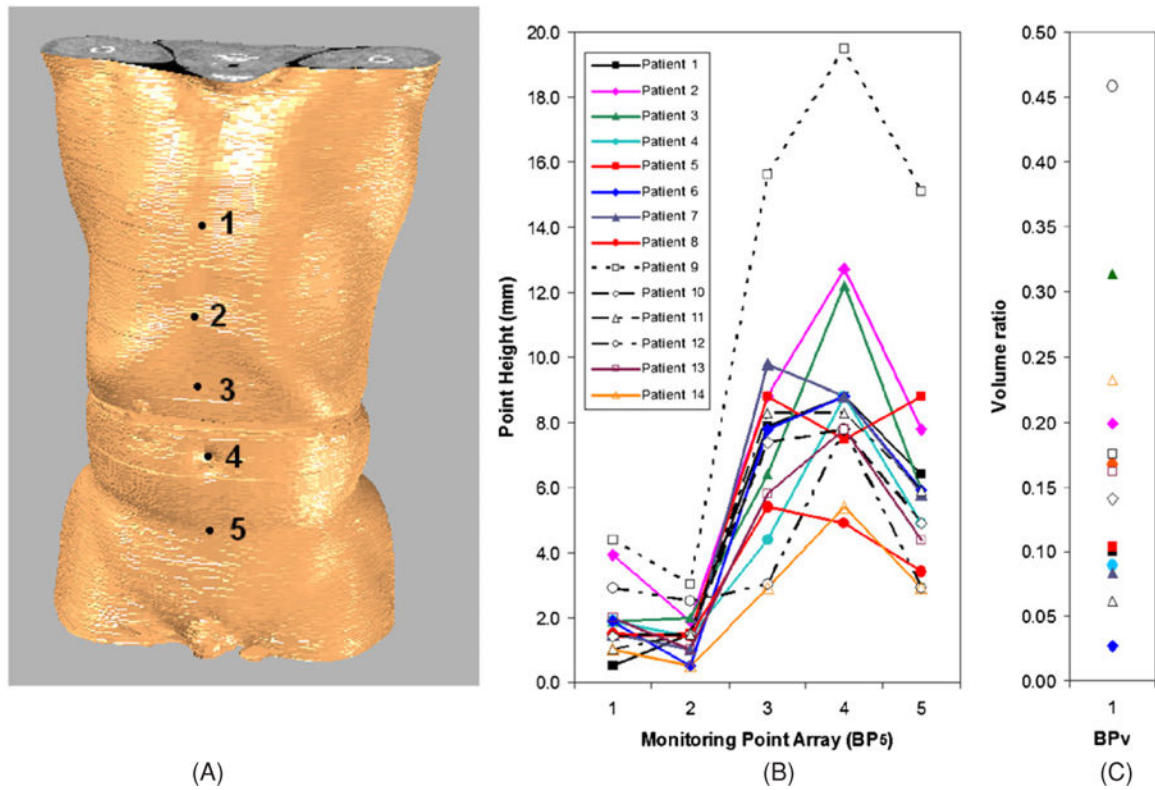 1
2
3
4
5
(A)
Point Height (mm)
20.0
18.0
16.0
14.0
12.0
10.0
8.0
6.0
4.0
2.0
0.0
Patient 1
Patient 2
Patient 3
Patient 4
Patient 5
Patient 6
Patient 7
Patient 8
Patient 9
Patient 10
Patient 11
Patient 12
Patient 13
Patient 14
1 2 3 4 5
Monitoring Point Array (BP5)
(B)
Volume ratio
0.50
0.45
0.40
0.35
0.30
0.25
0.20
0.15
0.10
0.05
0.00
1
BPv
(C)